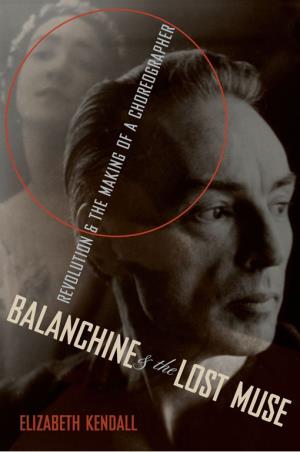 REVOLUTION & THE MAKING OF A CHOREOGRAPHER
BALANCHINE & the LOST MUSE
ELIZABETH KENDALL